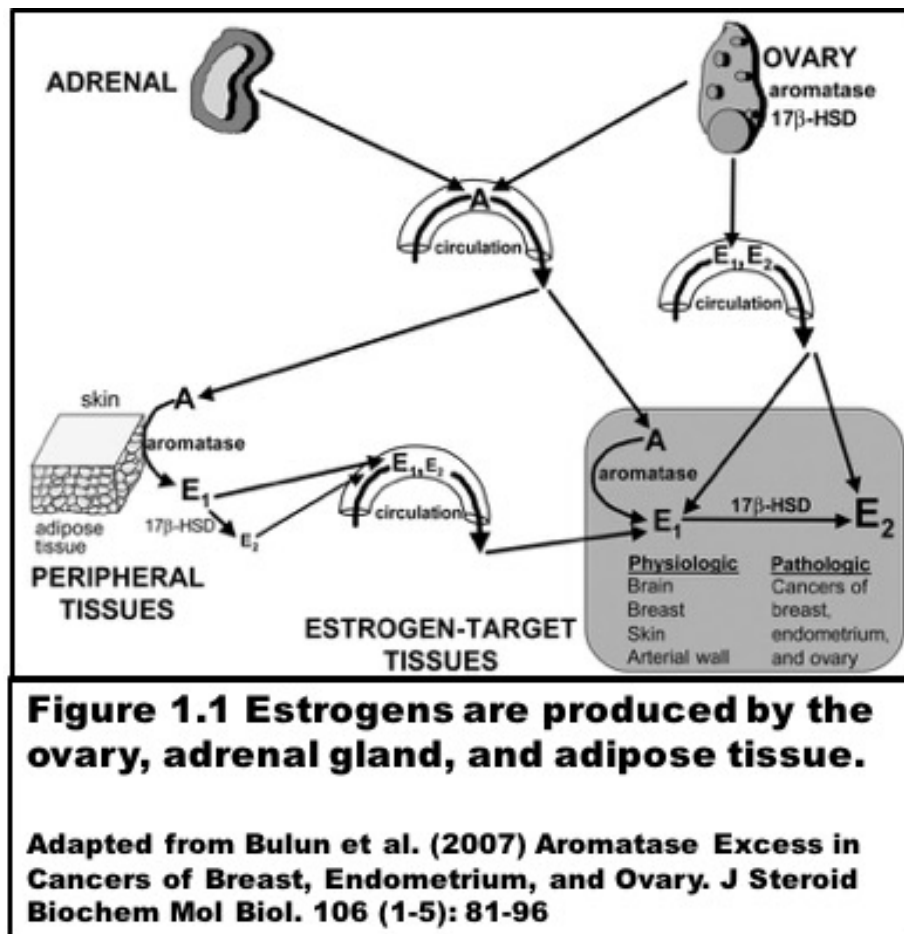 ADRENAL
OVARY
aromatase
17β-HSD
A
circulation
E₁, E₂
circulation
skin
A
aromatase
E₁
17β-HSD
E₂
adipose
tissue
PERIPHERAL
TISSUES
E₁, E₂
circulation
ESTROGEN-TARGET
TISSUES
A
aromatase
E₁
17β-HSD
E₂
Physiologic
Brain
Breast
Skin
Arterial wall
Pathologic
Cancers of
breast,
endometrium,
and ovary
Figure 1.1 Estrogens are produced by the
ovary, adrenal gland, and adipose tissue.
Adapted from Bulun et al. (2007) Aromatase Excess in
Cancers of Breast, Endometrium, and Ovary. J Steroid
Biochem Mol Biol. 106 (1-5): 81-96